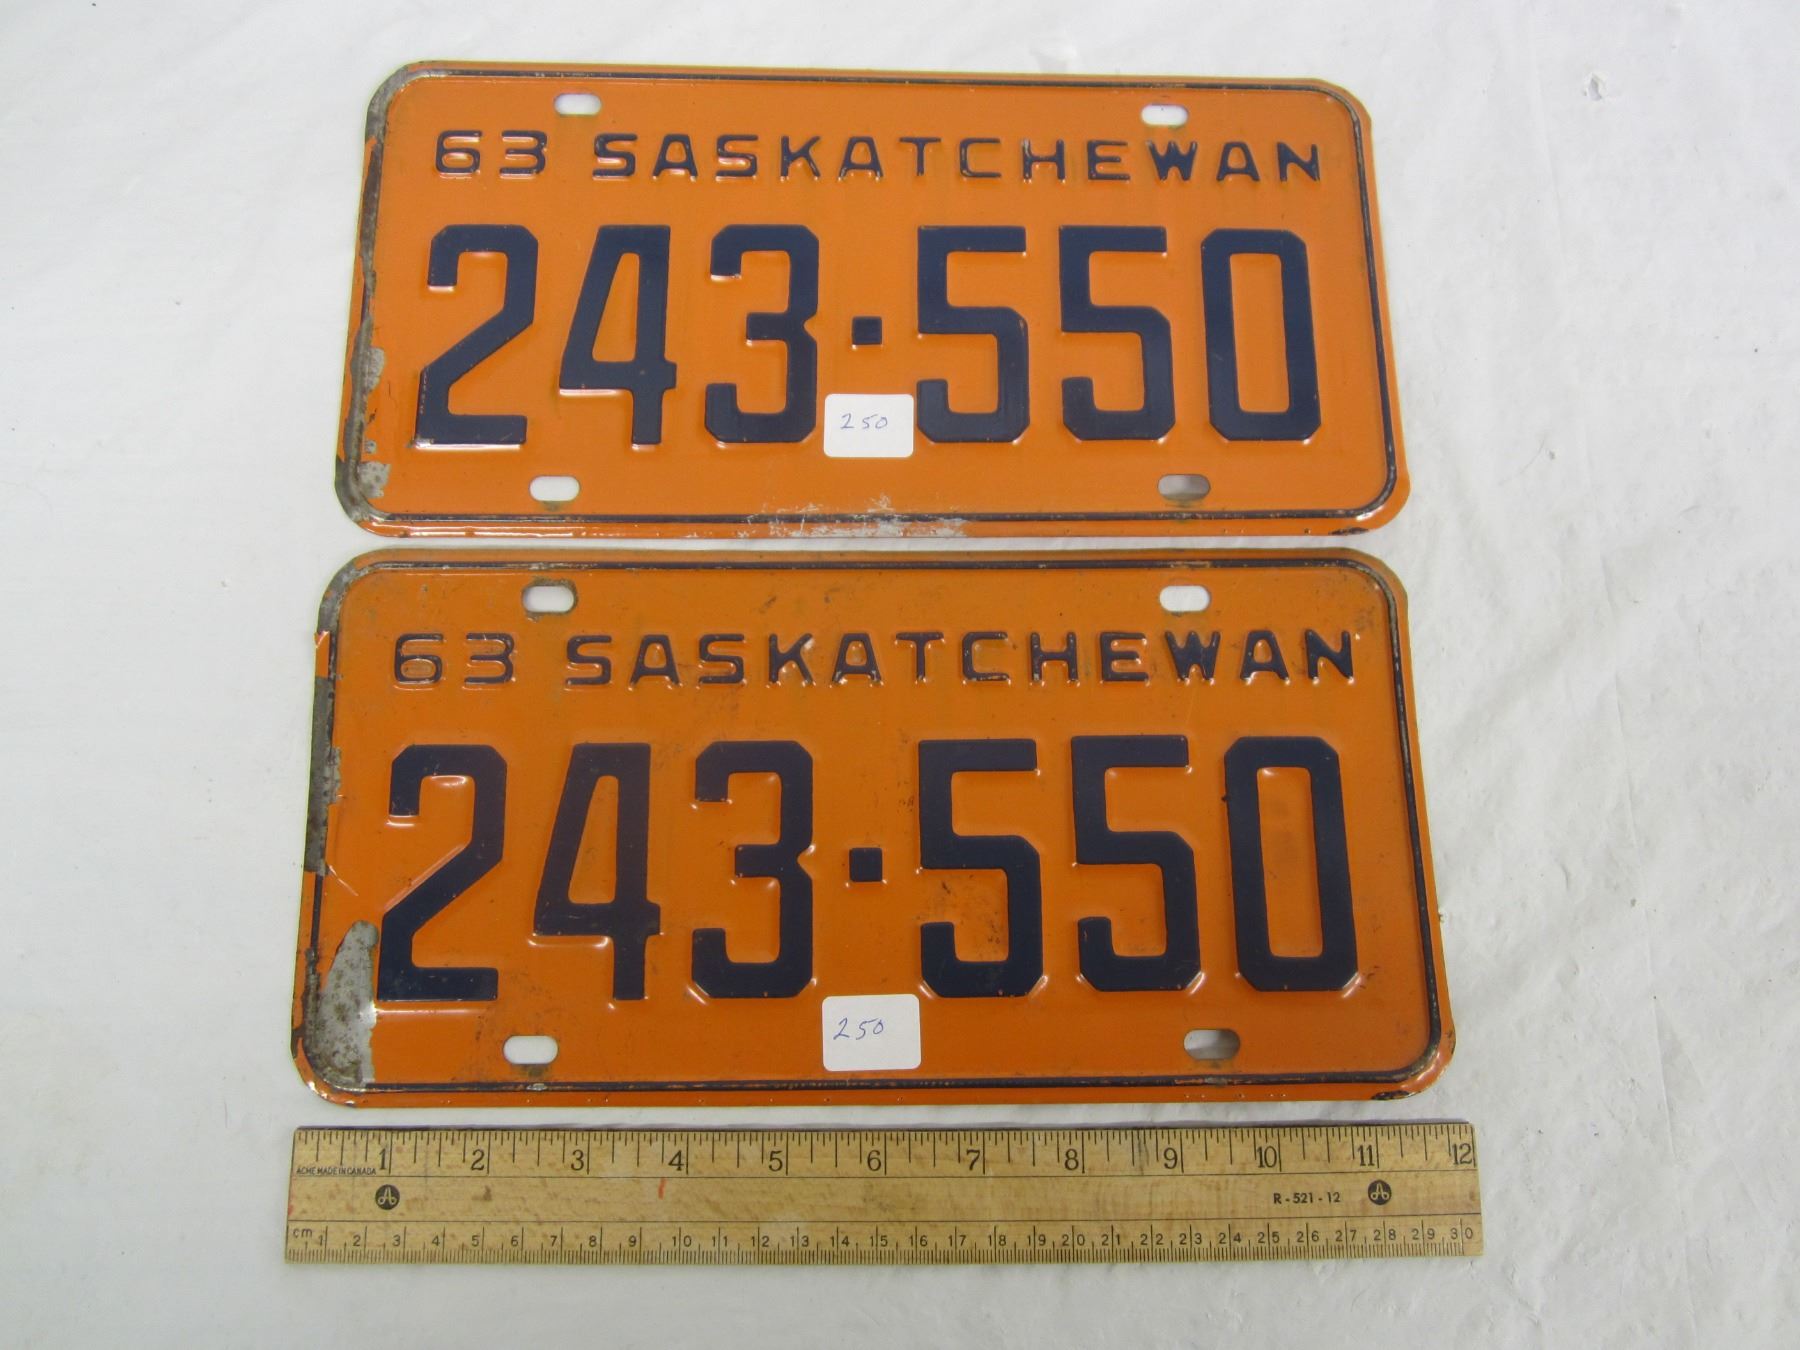 63 SASKATCHEWAN
243·550
250
63 SASKATCHEWAN
243·550
250
1 2 3 4 5 6 7 8 9 10 11 12
ACME MADE IN CANADA
R-521-12
cm 1 2 3 4 5 6 7 8 9 10 11 12 13 14 15 16 17 18 19 20 21 22 23 24 25 26 27 28 29 30